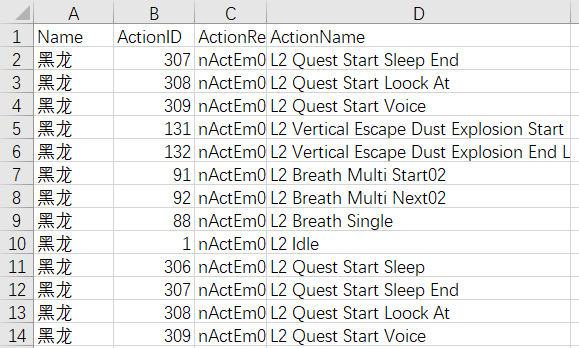 A B C D
1 Name ActionID ActionRe ActionName
2 黑龙 307 nActEm0 L2 Quest Start Sleep End
3 黑龙 308 nActEm0 L2 Quest Start Loock At
4 黑龙 309 nActEm0 L2 Quest Start Voice
5 黑龙 131 nActEm0 L2 Vertical Escape Dust Explosion Start
6 黑龙 132 nActEm0 L2 Vertical Escape Dust Explosion End L
7 黑龙 91 nActEm0 L2 Breath Multi Start02
8 黑龙 92 nActEm0 L2 Breath Multi Next02
9 黑龙 88 nActEm0 L2 Breath Single
10 黑龙 1 nActEm0 L2 Idle
11 黑龙 306 nActEm0 L2 Quest Start Sleep
12 黑龙 307 nActEm0 L2 Quest Start Sleep End
13 黑龙 308 nActEm0 L2 Quest Start Loock At
14 黑龙 309 nActEm0 L2 Quest Start Voice